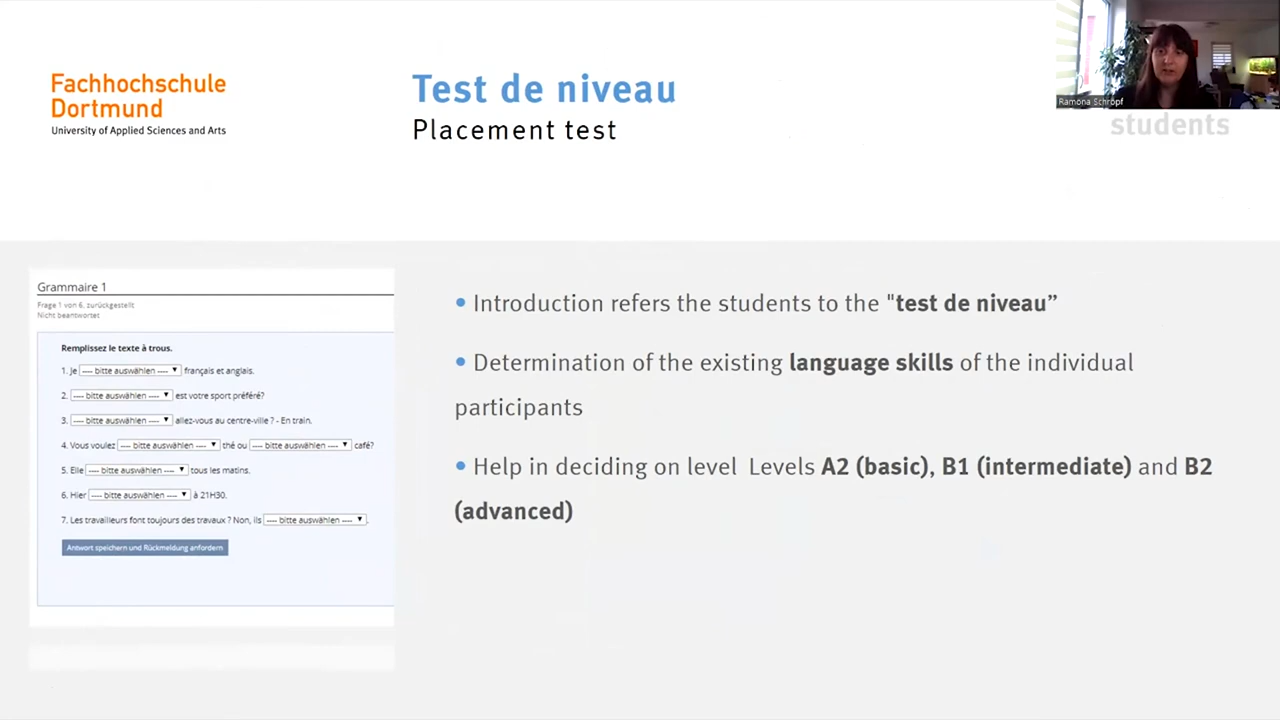 Fachhochschule
Dortmund
University of Applied Sciences and Arts
Test de niveau
Placement test
Ramona Schröpf
students
Grammaire 1
Frage 1 von 6, zurückgestellt
Nicht beantwortet
Remplissez le texte à trous.
1. Je ---- bitte auswählen ---- français et anglais.
2. ---- bitte auswählen ---- est votre sport préféré?
3. ---- bitte auswählen ---- allez-vous au centre-ville ? - En train.
4. Vous voulez ---- bitte auswählen ---- thé ou ---- bitte auswählen ---- café?
5. Elle ---- bitte auswählen ---- tous les matins.
6. Hier ---- bitte auswählen ---- à 21H30.
7. Les travailleurs font toujours des travaux ? Non, ils ---- bitte auswählen ---- .
Antwort speichern und Rückmeldung anfordern
• Introduction refers the students to the "test de niveau”
• Determination of the existing language skills of the individual
participants
• Help in deciding on level Levels A2 (basic), B1 (intermediate) and B2
(advanced)